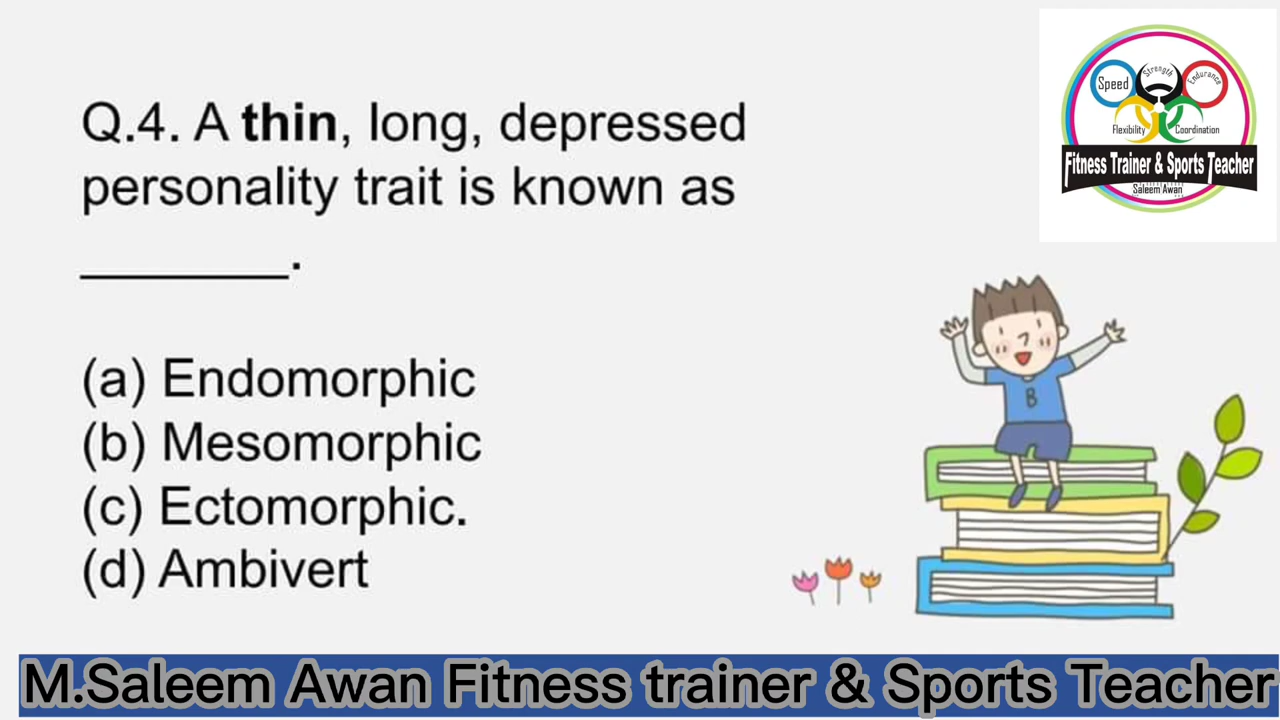 Q.4. A thin, long, depressed
personality trait is known as
________.
(a) Endomorphic
(b) Mesomorphic
(c) Ectomorphic.
(d) Ambivert
Speed
Strength
Endurance
Flexibility
Coordination
Fitness Trainer & Sports Teacher
Saleem Awan
B
M.Saleem Awan Fitness trainer & Sports Teacher